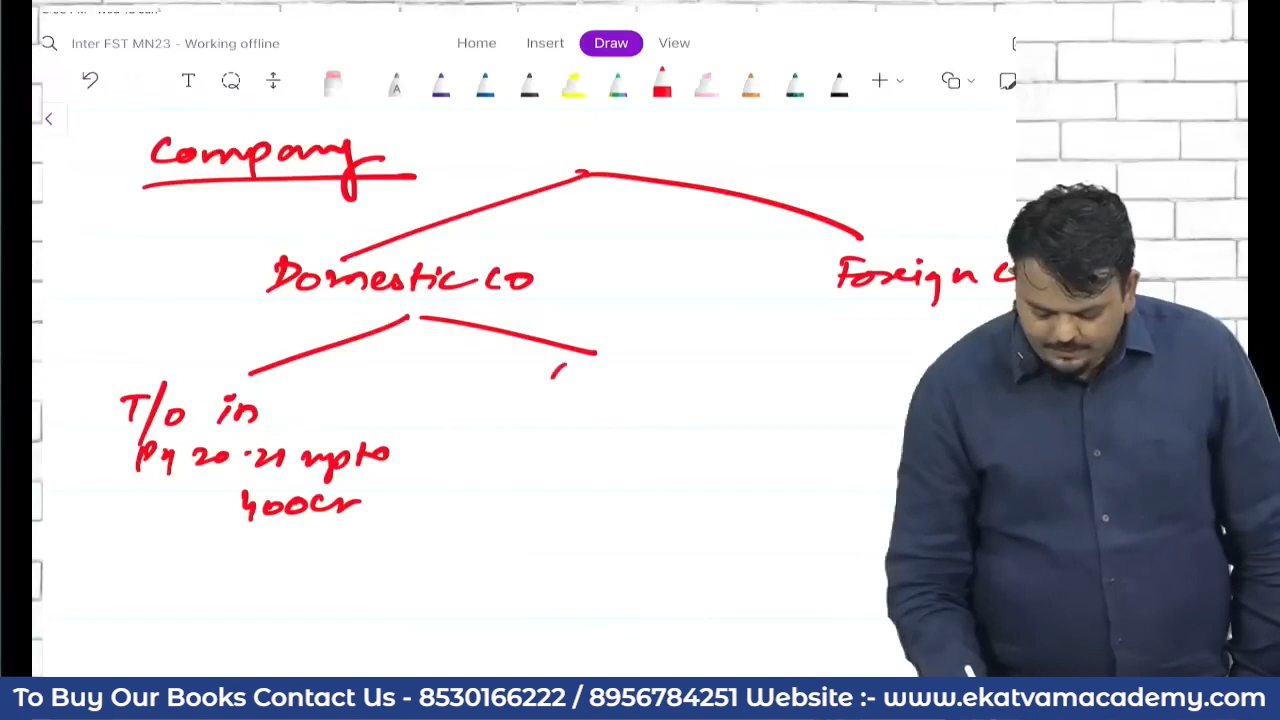 Inter FST MN23 - Working offline
Home Insert Draw View
A
T
Company
Domestic co
Foreign
T/O in
Py 20-21 upto
400cr
To Buy Our Books Contact Us - 8530166222 / 8956784251 Website :- www.ekatvamacademy.com